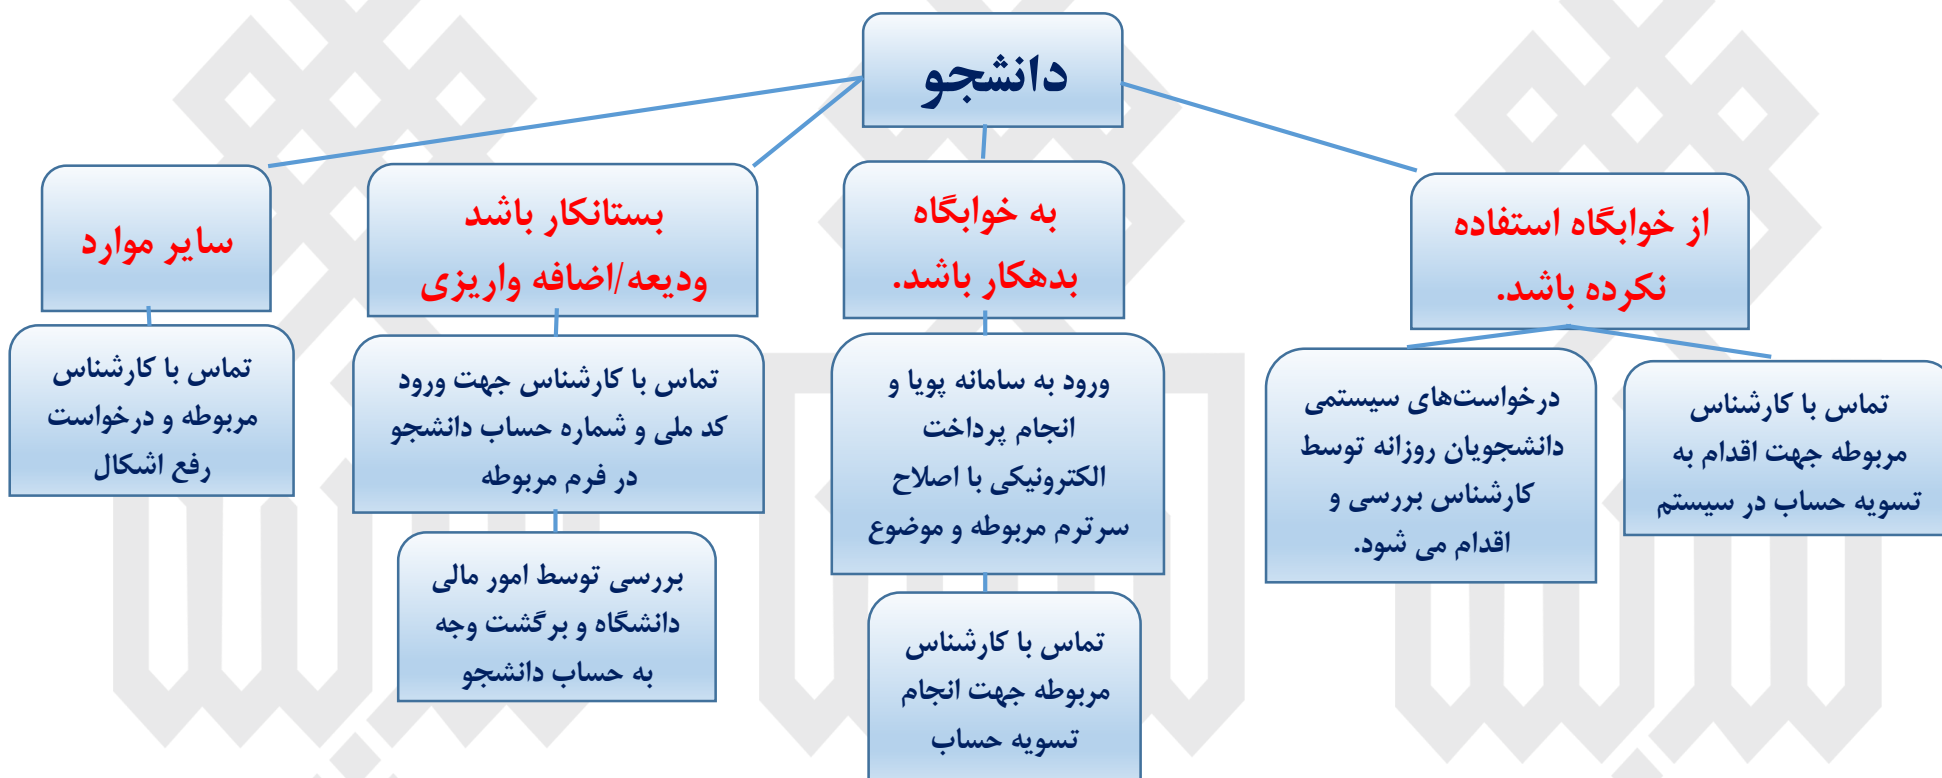 دانشجو
از خوابگاه استفاده
نکرده باشد.
به خوابگاه
بدهکار باشد.
بستانکار باشد
ودیعه/اضافه واریزی
سایر موارد
تماس با کارشناس
مربوطه جهت اقدام به
تسویه حساب در سیستم
درخواست‌های سیستمی
دانشجویان روزانه توسط
کارشناس بررسی و
اقدام می شود.
ورود به سامانه پویا و
انجام پرداخت
الکترونیکی با اصلاح
سرترم مربوطه و موضوع
تماس با کارشناس
مربوطه جهت انجام
تسویه حساب
تماس با کارشناس جهت ورود
کد ملی و شماره حساب دانشجو
در فرم مربوطه
بررسی توسط امور مالی
دانشگاه و برگشت وجه
به حساب دانشجو
تماس با کارشناس
مربوطه و درخواست
رفع اشکال